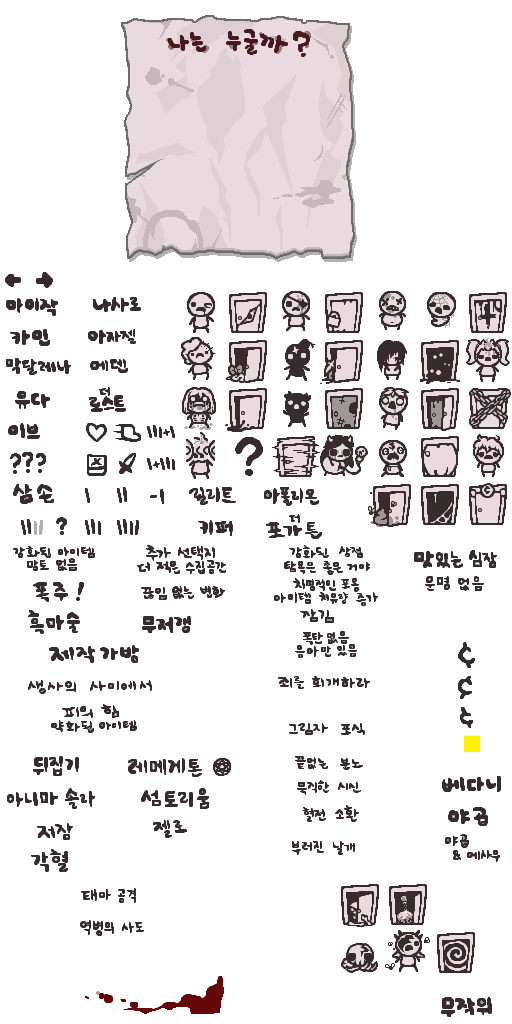 나는 누굴까?
아이작
나사로
카인
아자젤
막달레나
에덴
유다
더
로스트
이브
|||+|
???
|+|||
삼손
|
||
-|
릴리트
아폴리온
||||
?
|||
||||
키퍼
더
포가튼
강화된 아이템
맘토 없음
추가 선택지
더 적은 수집공간
강화된 상점
탐욕은 좋은 거야
맛있는 심장
운명 없음
폭주!
끊임 없는 변화
치명적인 포옹
아이템 치유량 증가
흑마술
무저갱
잠김
제작 가방
폭탄 없음
응아만 있음
생사의 사이에서
죄를 회개하라
피의 힘
약화된 아이템
그림자 포식
뒤집기
레메게톤
끝없는 분노
아니마 솔라
섬토리움
묵직한 시신
베다니
저장
젤로
혈전 소환
야곱
각혈
부러진 날개
야곱
& 에사우
태아 공격
역병의 사도
무작위